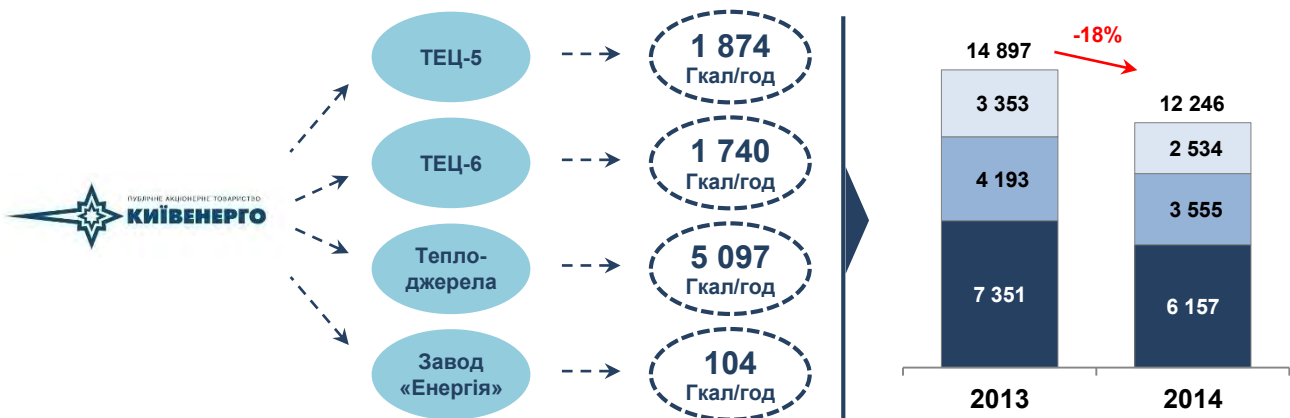 ПУБЛІЧНЕ АКЦІОНЕРНЕ ТОВАРИСТВО
КИЇВЕНЕРГО
ТЕЦ-5
1 874
Гкал/год
ТЕЦ-6
1 740
Гкал/год
Тепло-
джерела
5 097
Гкал/год
Завод
«Енергія»
104
Гкал/год
-18%
14 897
3 353
4 193
7 351
2013
12 246
2 534
3 555
6 157
2014